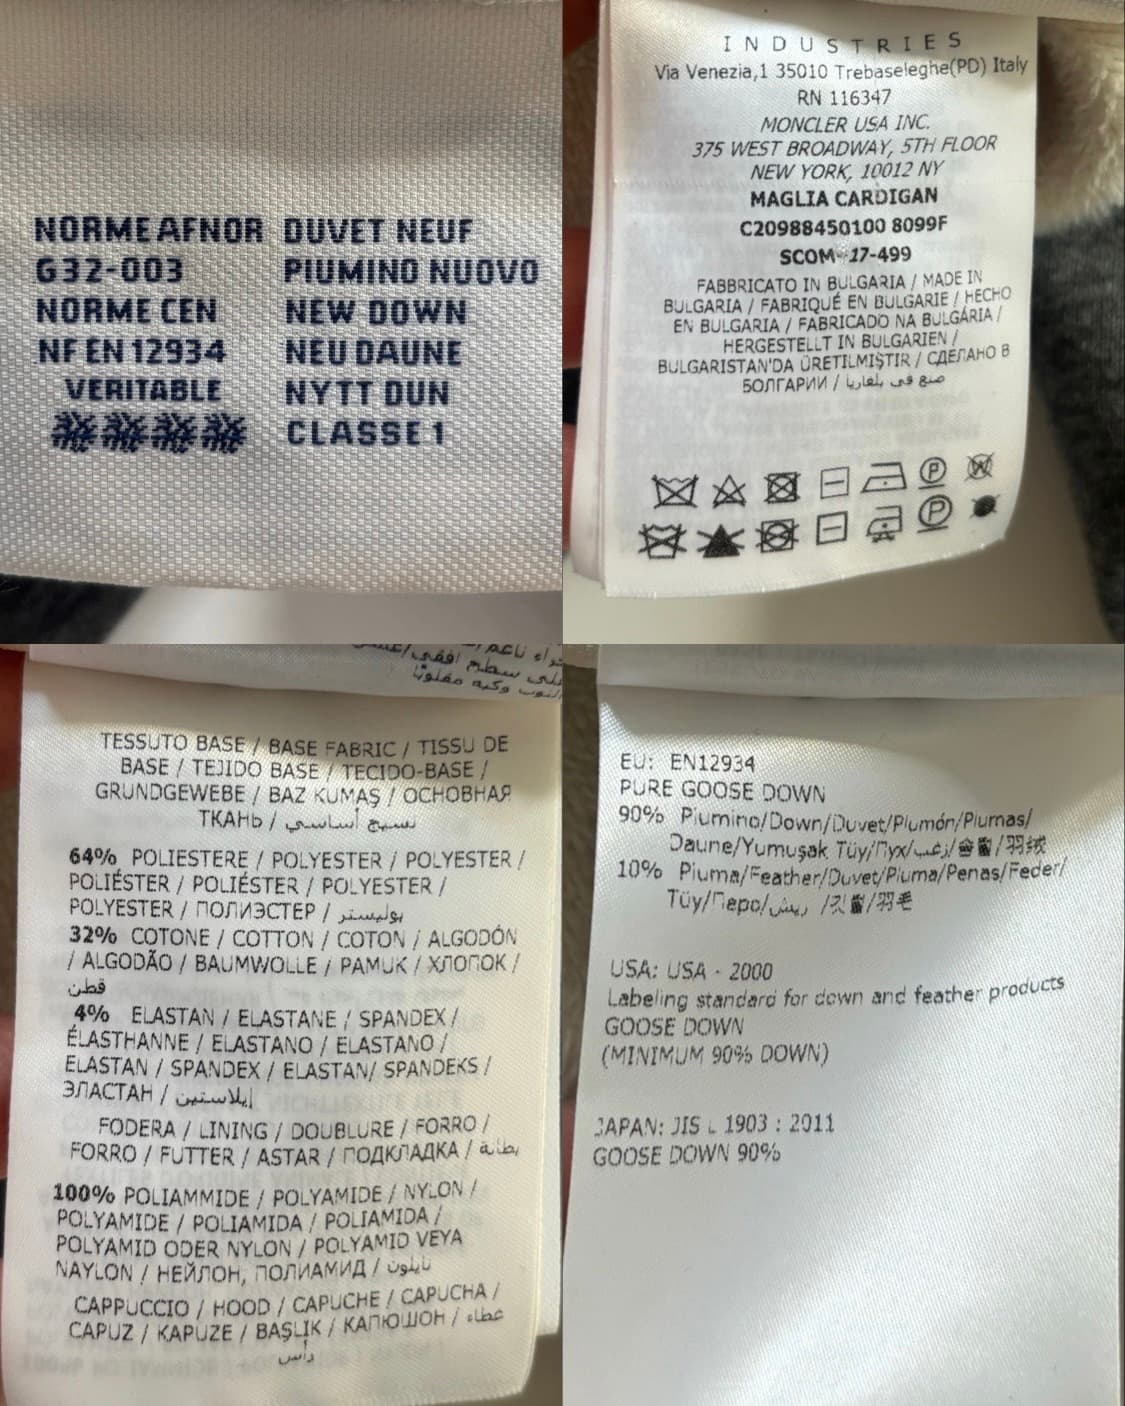 NORME AFNOR
G32-003
NORME CEN
NF EN 12934
VERITABLE
DUVET NEUF
PIUMINO NUOVO
NEW DOWN
NEU DAUNE
NYTT DUN
CLASSE 1
INDUSTRIES
Via Venezia,1 35010 Trebaseleghe(PD) Italy
RN 116347
MONCLER USA INC.
375 WEST BROADWAY, 5TH FLOOR
NEW YORK, 10012 NY
MAGLIA CARDIGAN
C20988450100 8099F
SCOM 17-499
FABBRICATO IN BULGARIA / MADE IN
BULGARIA / FABRIQUÉ EN BULGARIE / HECHO
EN BULGARIA / FABRICADO NA BULGÁRIA /
HERGESTELLT IN BULGARIEN /
BULGARISTAN'DA ÜRETILMIŞTIR / СДЕЛАНО В
БОЛГАРИИ / صنع في بلغاريا
P W
P
TESSUTO BASE / BASE FABRIC / TISSU DE
BASE / TEJIDO BASE / TECIDO-BASE /
GRUNDGEWEBE / BAZ KUMAŞ / ОСНОВНАЯ
ТКАНЬ / نسيج أساسي
64% POLIESTERE / POLYESTER / POLYESTER /
POLIÉSTER / POLIÉSTER / POLYESTER /
POLYESTER / ПОЛИЭСТЕР / بوليستر
32% COTONE / COTTON / COTON / ALGODÓN
/ ALGODÃO / BAUMWOLLE / PAMUK / ХЛОПОК /
قطن
4% ELASTAN / ELASTANE / SPANDEX /
ÉLASTHANNE / ELASTANO / ELASTANO /
ELASTAN / SPANDEX / ELASTAN/ SPANDEKS /
ЭЛАСТАН / إيلاستين
FODERA / LINING / DOUBLURE / FORRO /
FORRO / FUTTER / ASTAR / ПОДКЛАДКА / بطانة
100% POLIAMMIDE / POLYAMIDE / NYLON /
POLYAMIDE / POLIAMIDA / POLIAMIDA /
POLYAMID ODER NYLON / POLYAMID VEYA
NAYLON / НЕЙЛОН, ПОЛИАМИД / نايلون
CAPPUCCIO / HOOD / CAPUCHE / CAPUCHA /
CAPUZ / KAPUZE / BAŞLIK / КАПЮШОН / غطاء
رأس
EU: EN12934
PURE GOOSE DOWN
90% Piumino/Down/Duvet/Plumón/Plumas/
Daune/Yumuşak Tüy/Пух/زغب/羽绒
10% Piuma/Feather/Duvet/Pluma/Penas/Feder/
Tüy/Перо/ريش /羽毛
USA: USA - 2000
Labeling standard for down and feather products
GOOSE DOWN
(MINIMUM 90% DOWN)
JAPAN: JIS L 1903 : 2011
GOOSE DOWN 90%